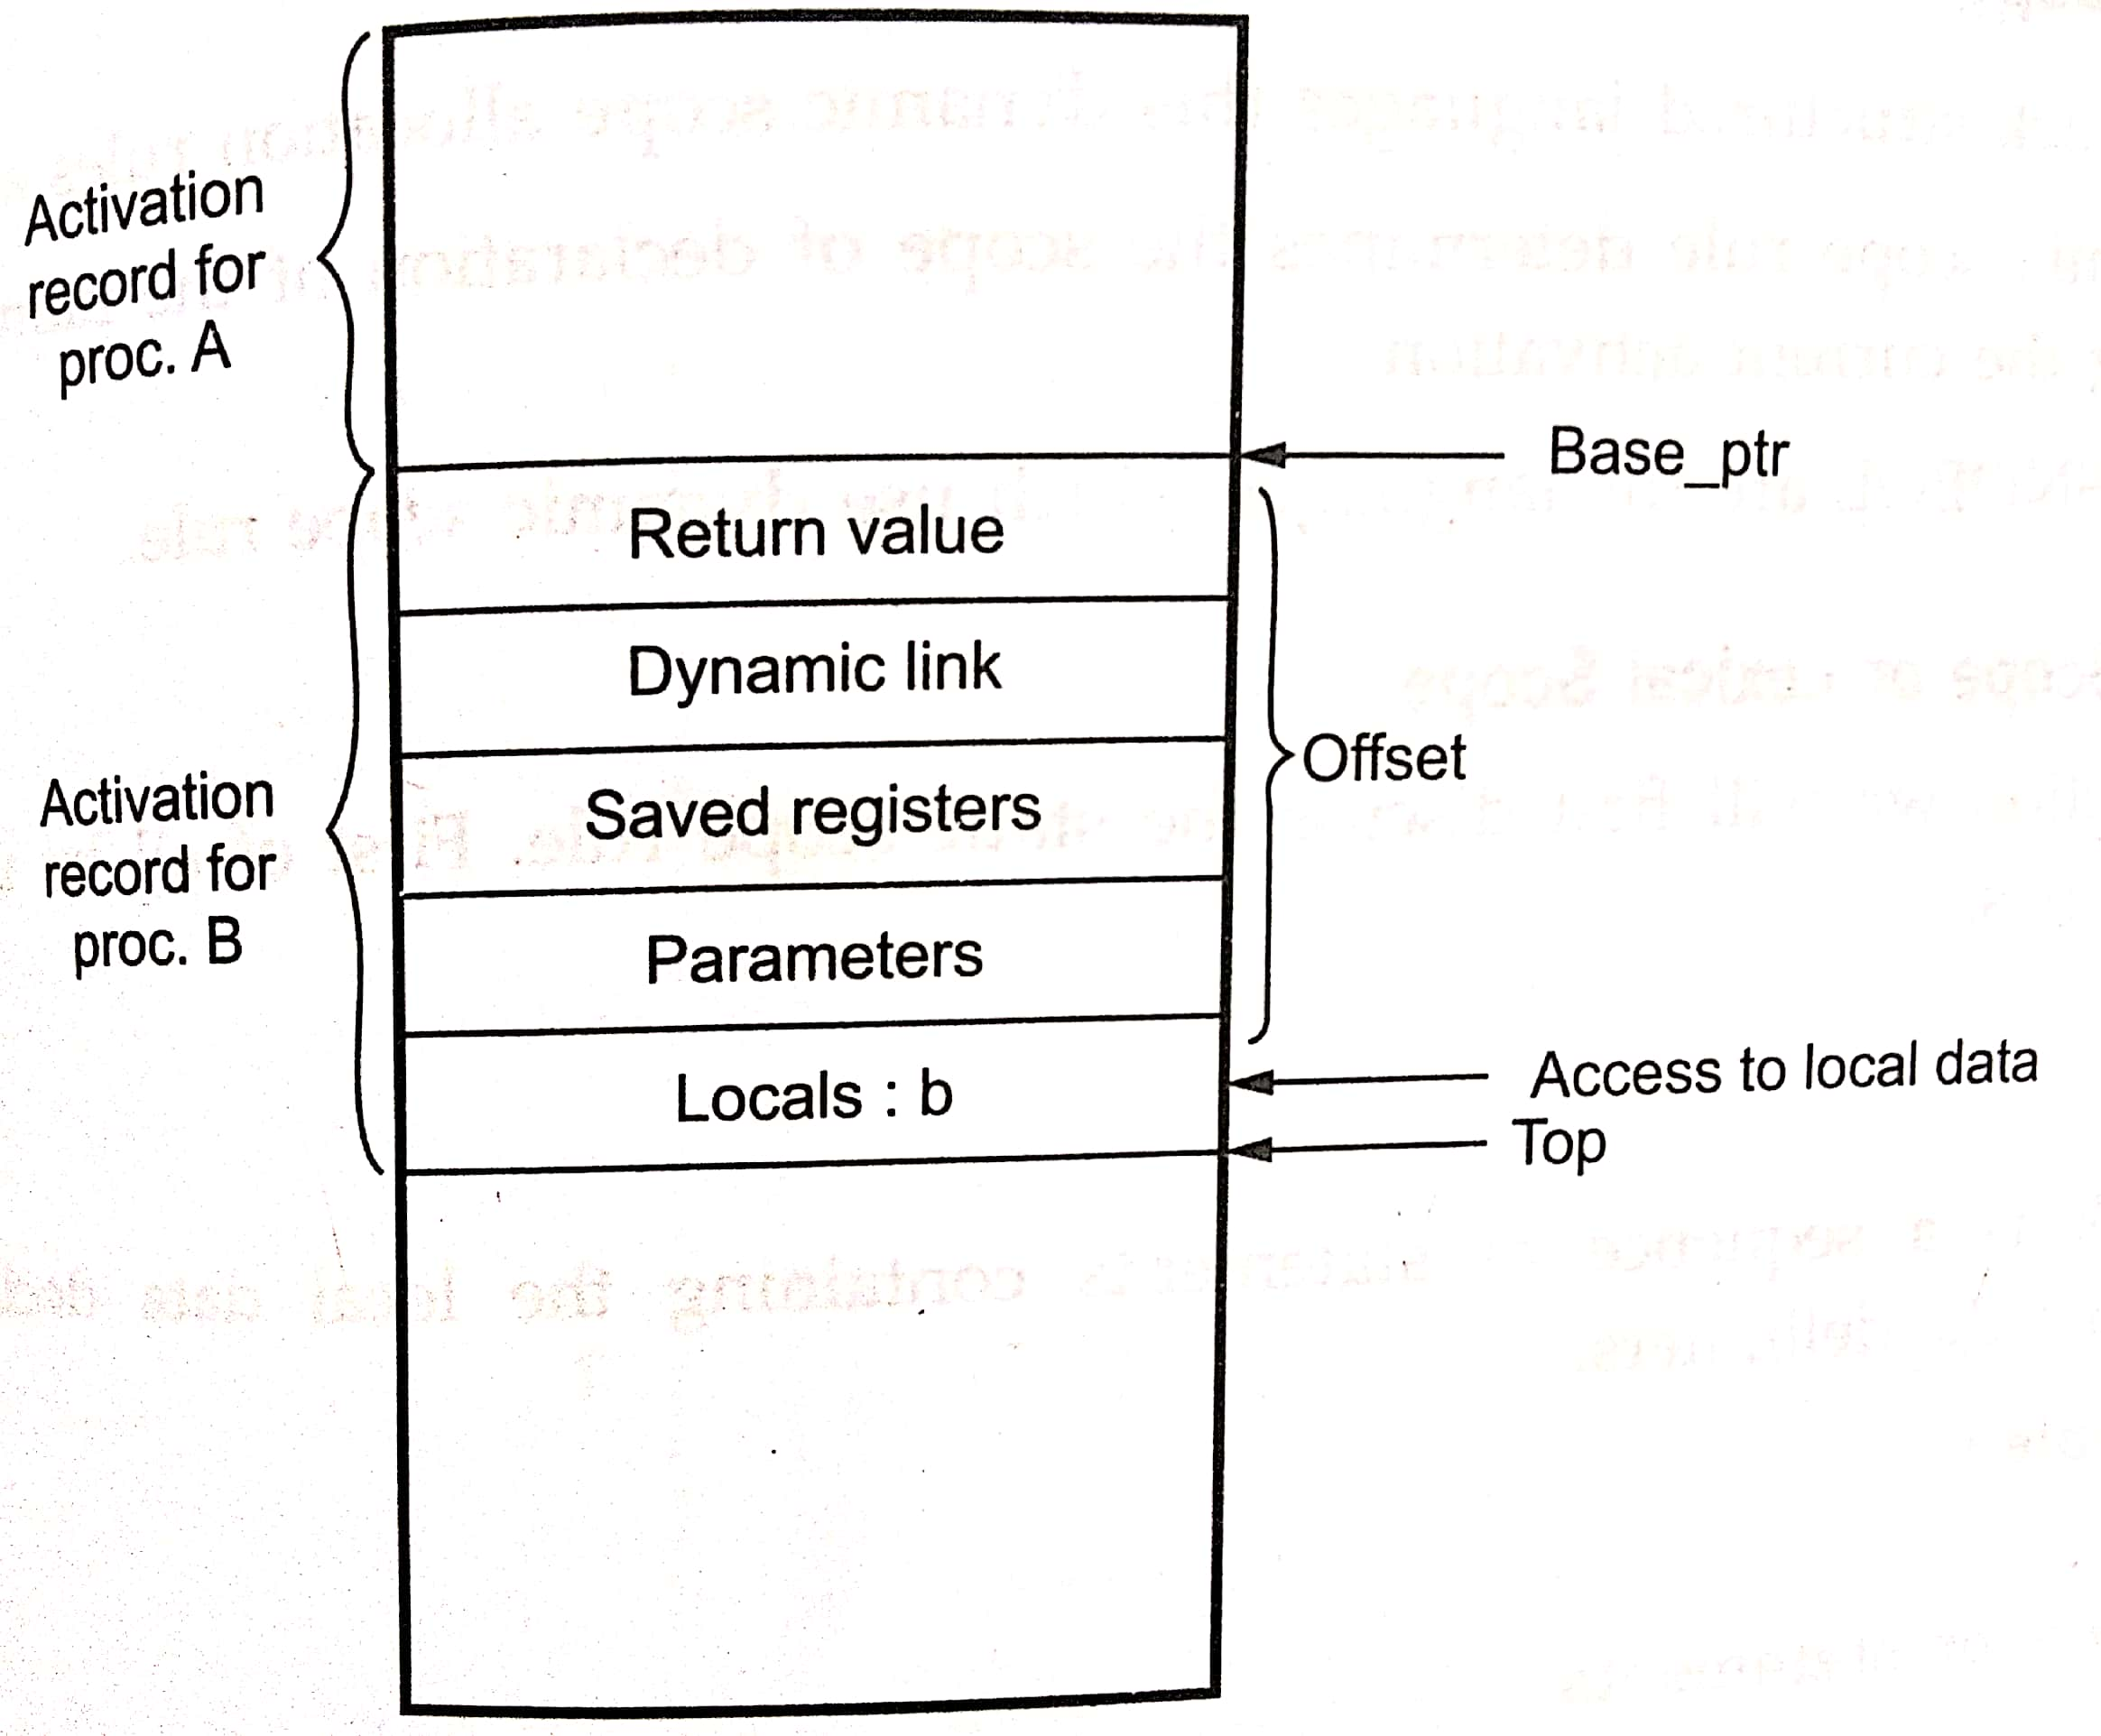 Activation
record for
proc. A
Base_ptr
Return value
Dynamic link
Saved registers
Offset
Activation
record for
proc. B
Parameters
Locals : b
Access to local data
Top